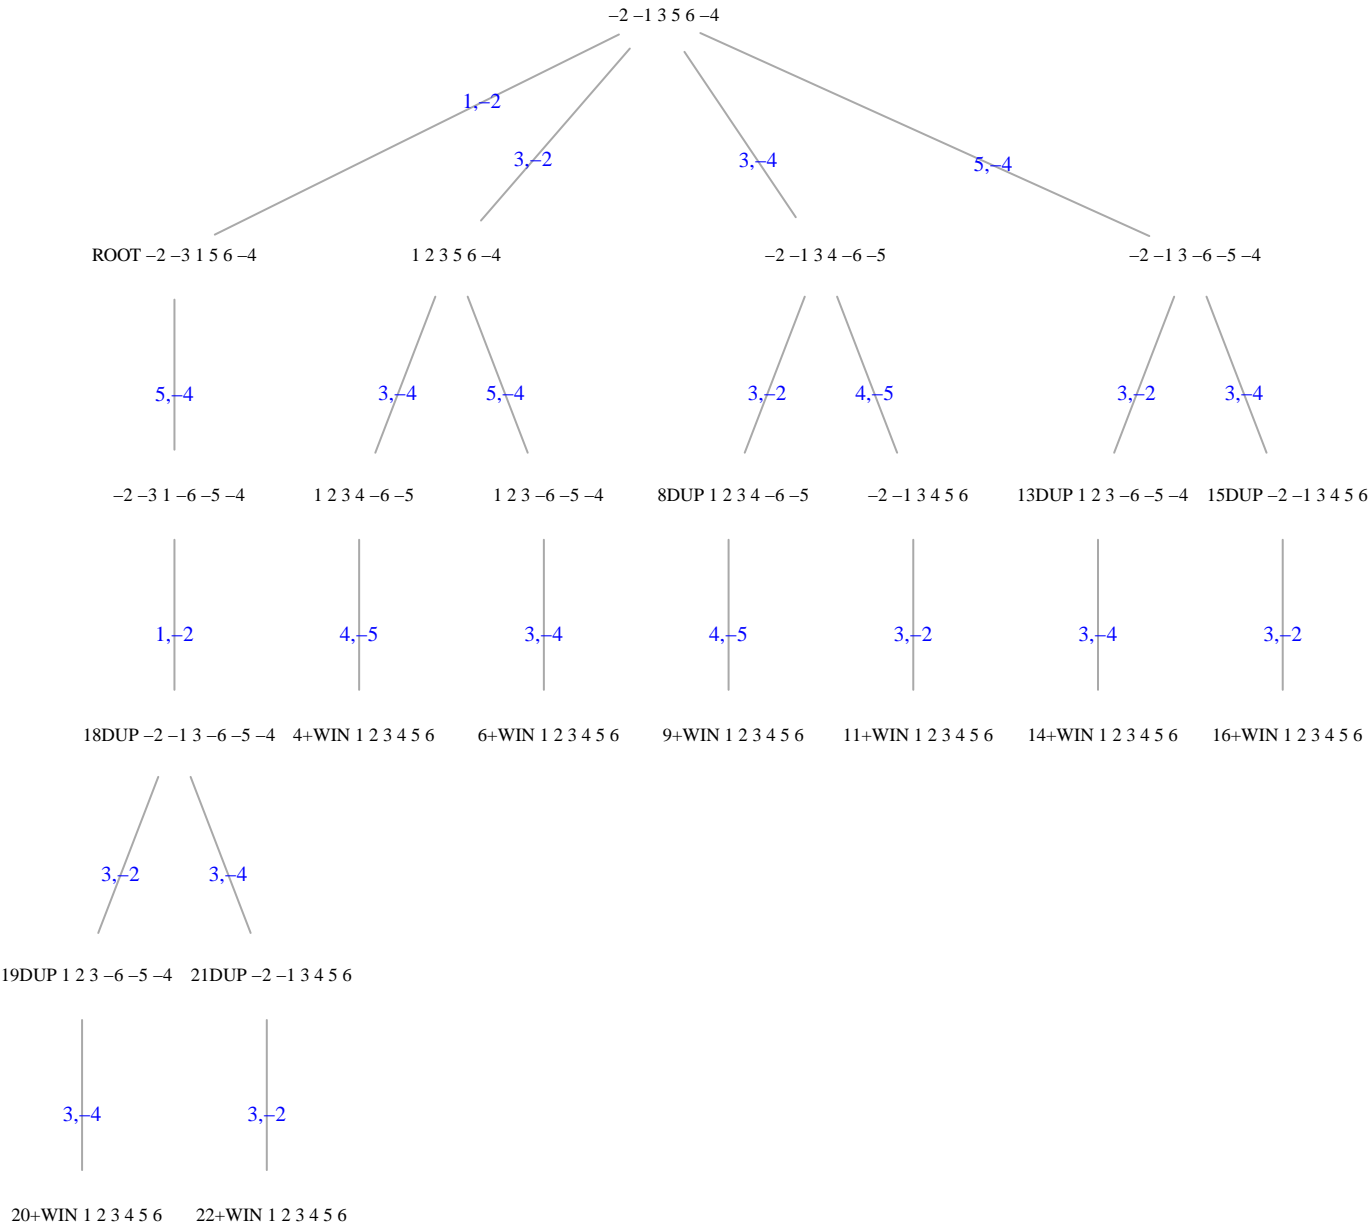 –2 –1 3 5 6 –4
1,–2
3,–2
3,–4
5,–4
ROOT –2 –3 1 5 6 –4
1 2 3 5 6 –4
–2 –1 3 4 –6 –5
–2 –1 3 –6 –5 –4
5,–4
3,–4
5,–4
3,–2
4,–5
3,–2
3,–4
–2 –3 1 –6 –5 –4
1 2 3 4 –6 –5
1 2 3 –6 –5 –4
8DUP 1 2 3 4 –6 –5
–2 –1 3 4 5 6
13DUP 1 2 3 –6 –5 –4
15DUP –2 –1 3 4 5 6
1,–2
4,–5
3,–4
4,–5
3,–2
3,–4
3,–2
18DUP –2 –1 3 –6 –5 –4
4+WIN 1 2 3 4 5 6
6+WIN 1 2 3 4 5 6
9+WIN 1 2 3 4 5 6
11+WIN 1 2 3 4 5 6
14+WIN 1 2 3 4 5 6
16+WIN 1 2 3 4 5 6
3,–2
3,–4
19DUP 1 2 3 –6 –5 –4
21DUP –2 –1 3 4 5 6
3,–4
3,–2
20+WIN 1 2 3 4 5 6
22+WIN 1 2 3 4 5 6